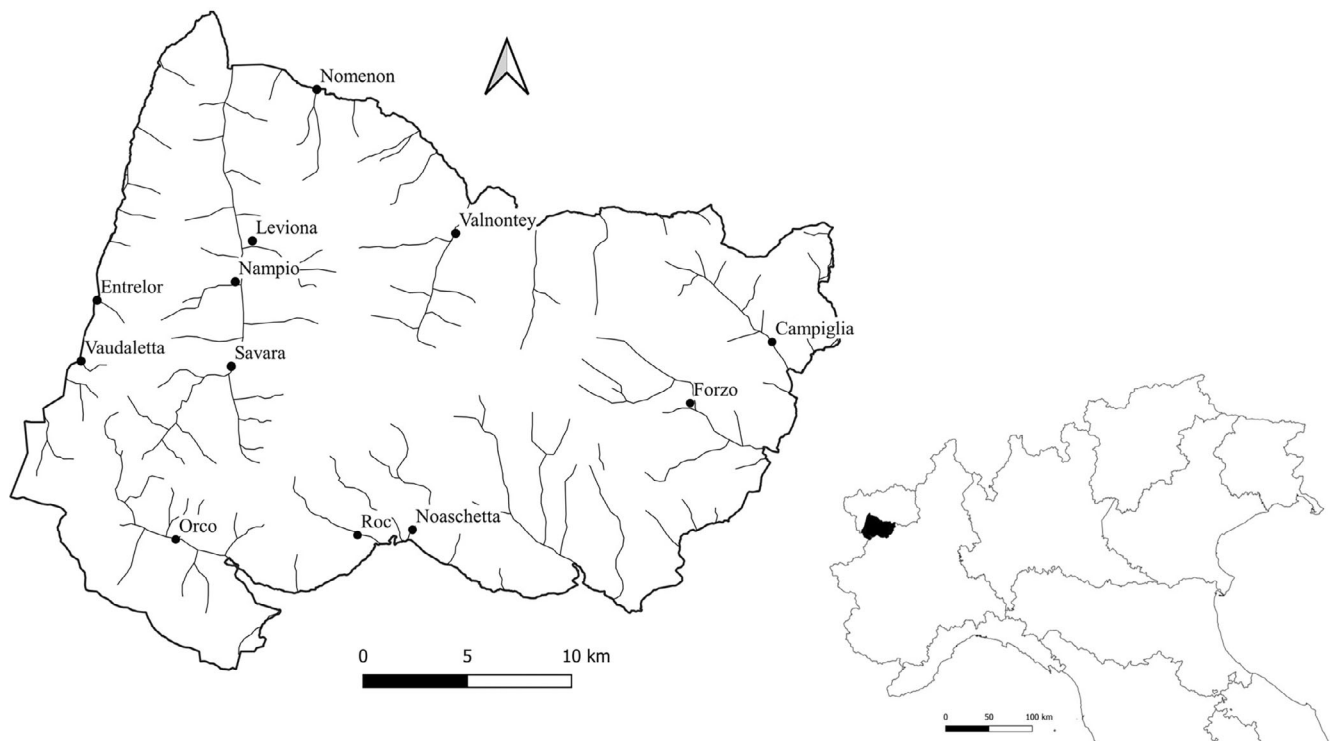 Nomenon
Leviona
Valnontey
Nampio
Entrelor
Campiglia
Vaudaletta
Savara
Forzo
Orco
Roc
Noaschetta
0 5 10 km
0 50 100 km